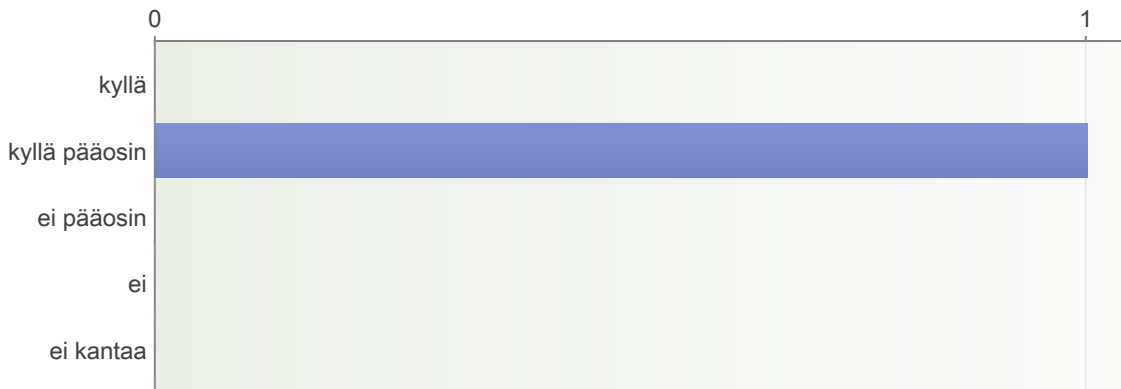 0 1
kyllä
kyllä pääosin
ei pääosin
ei
ei kantaa